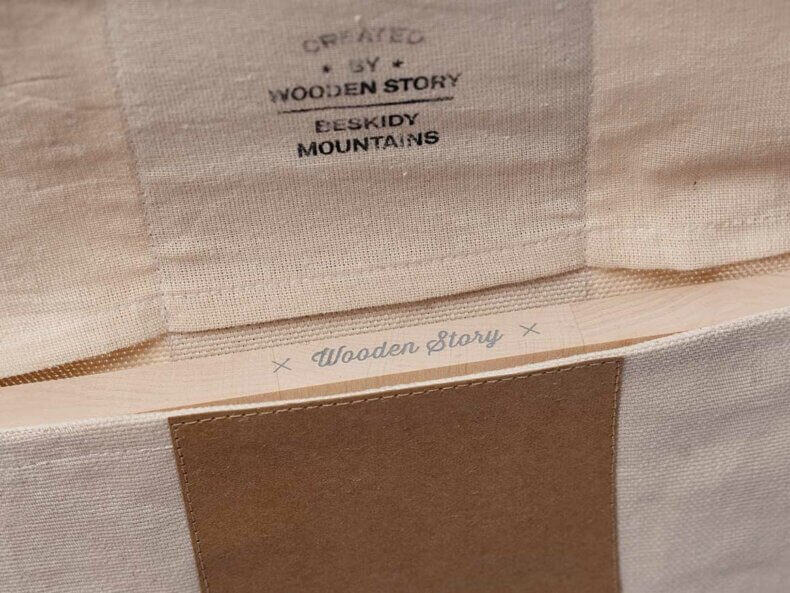 CREATED
★ BY ★
WOODEN STORY
BESKIDY
MOUNTAINS
× Wooden Story ×